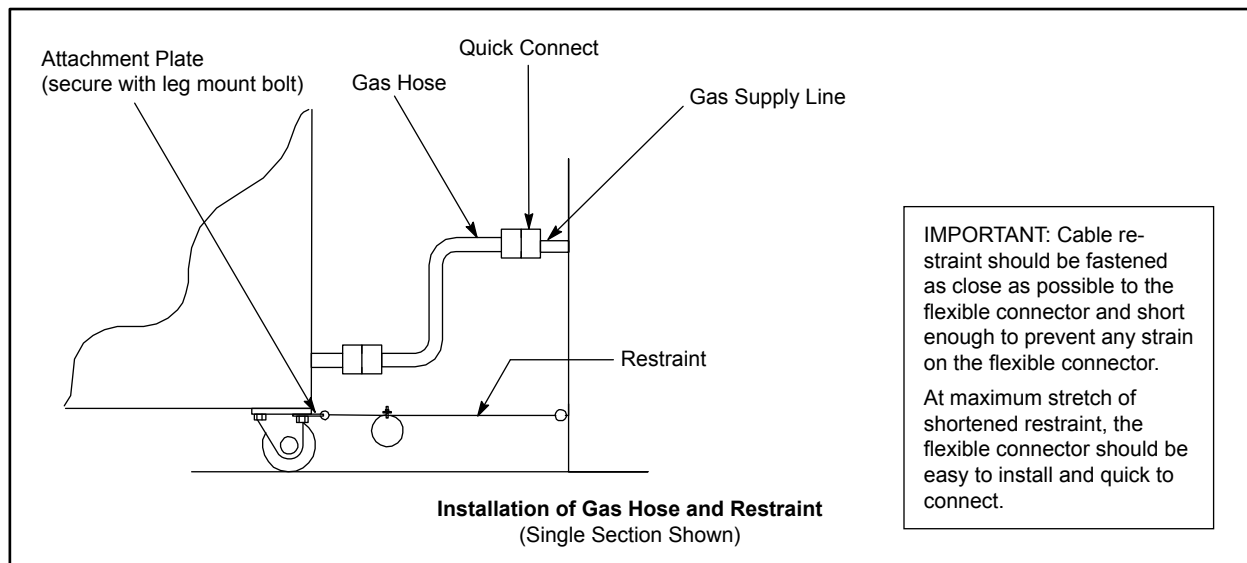 Attachment Plate
(secure with leg mount bolt)
Gas Hose
Quick Connect
Gas Supply Line
Restraint
IMPORTANT: Cable re-
straint should be fastened
as close as possible to the
flexible connector and short
enough to prevent any strain
on the flexible connector.
At maximum stretch of
shortened restraint, the
flexible connector should be
easy to install and quick to
connect.
Installation of Gas Hose and Restraint
(Single Section Shown)